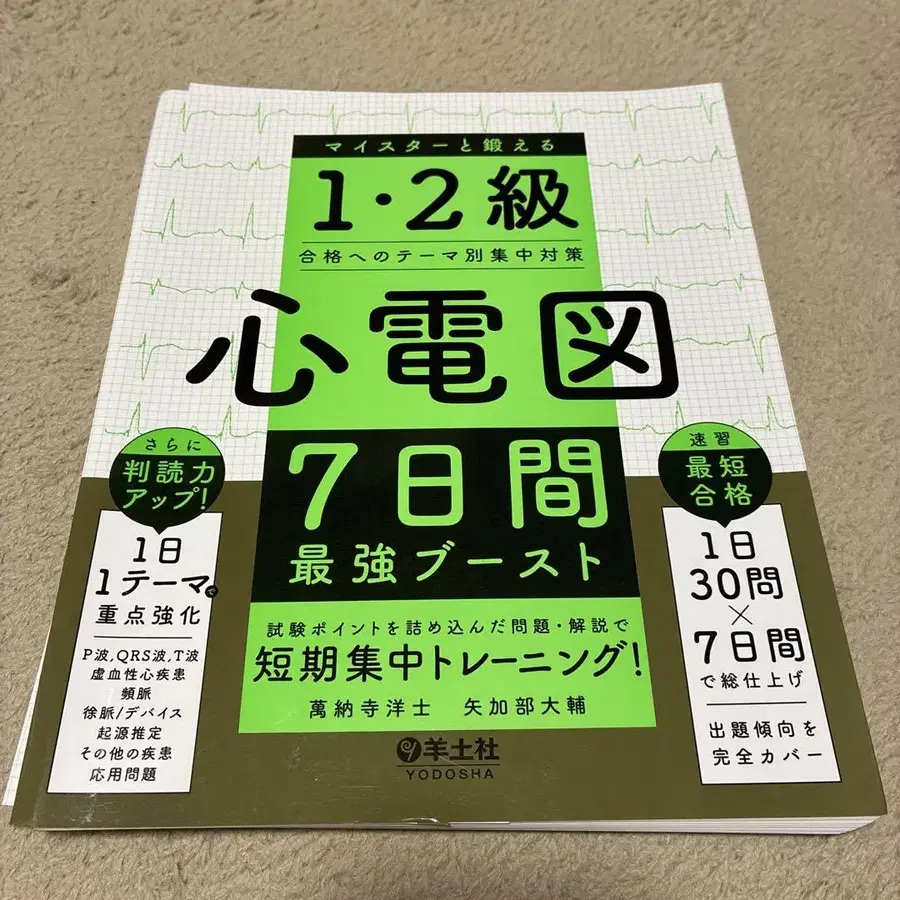 マイスターと鍛える
1・2級
合格へのテーマ別集中対策
心電図
7日間
最強ブースト
試験ポイントを詰め込んだ問題・解説で
短期集中トレーニング!
萬納寺洋士 矢加部大輔
羊土社
YODOSHA
さらに
判読力
アップ!
1日
1テーマで
重点強化
P波,QRS波,T波
虚血性心疾患
頻脈
徐脈/デバイス
起源推定
その他の疾患
応用問題
速習
最短
合格
1日
30問
×
7日間
で総仕上げ
出題傾向を
完全カバー